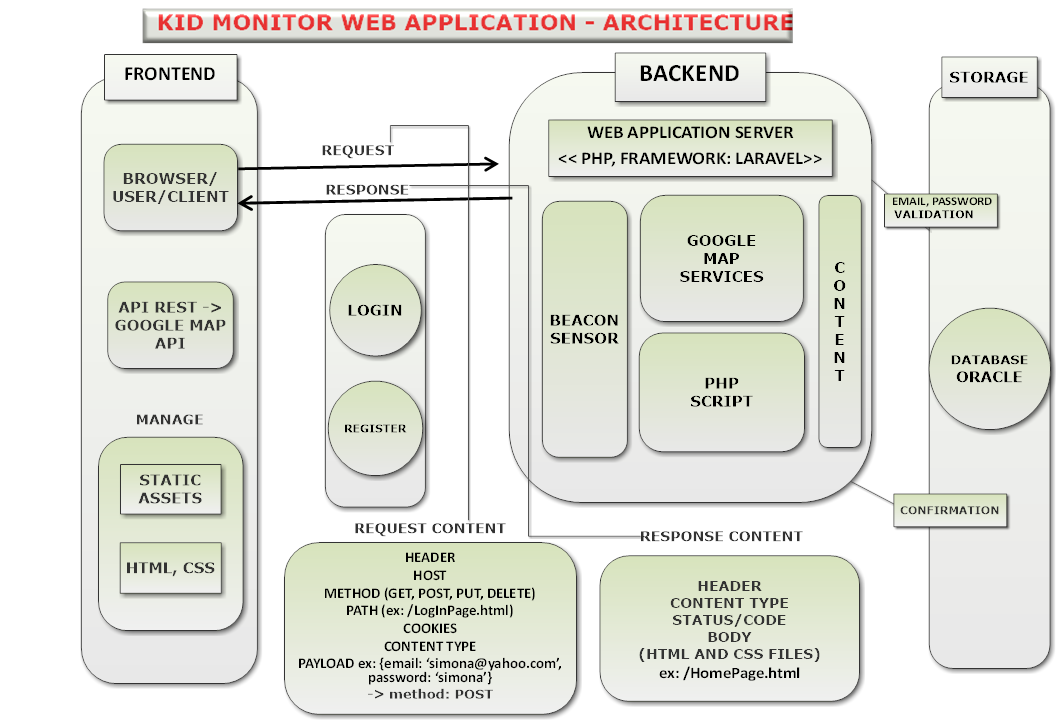 KID MONITOR WEB APPLICATION - ARCHITECTURE
FRONTEND
BROWSER/
USER/CLIENT
API REST ->
GOOGLE MAP
API
MANAGE
STATIC
ASSETS
HTML, CSS
REQUEST
RESPONSE
LOGIN
REGISTER
BACKEND
WEB APPLICATION SERVER
<< PHP, FRAMEWORK: LARAVEL>>
BEACON
SENSOR
GOOGLE
MAP
SERVICES
PHP
SCRIPT
CONTENT
STORAGE
EMAIL, PASSWORD
VALIDATION
DATABASE
ORACLE
CONFIRMATION
REQUEST CONTENT
HEADER
HOST
METHOD (GET, POST, PUT, DELETE)
PATH (ex: /LogInPage.html)
COOKIES
CONTENT TYPE
PAYLOAD ex: {email: ‘simona@yahoo.com’,
password: ‘simona’}
-> method: POST
RESPONSE CONTENT
HEADER
CONTENT TYPE
STATUS/CODE
BODY
(HTML AND CSS FILES)
ex: /HomePage.html